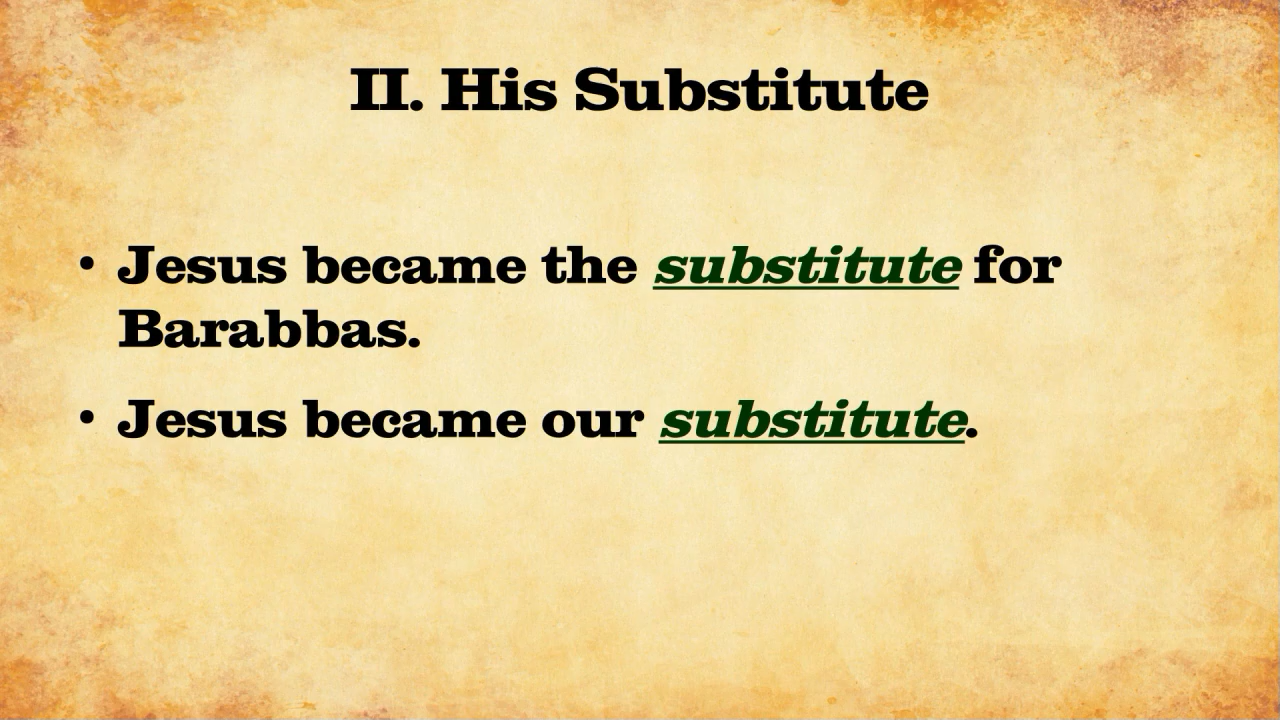 II. His Substitute
• Jesus became the substitute for
Barabbas.
• Jesus became our substitute.